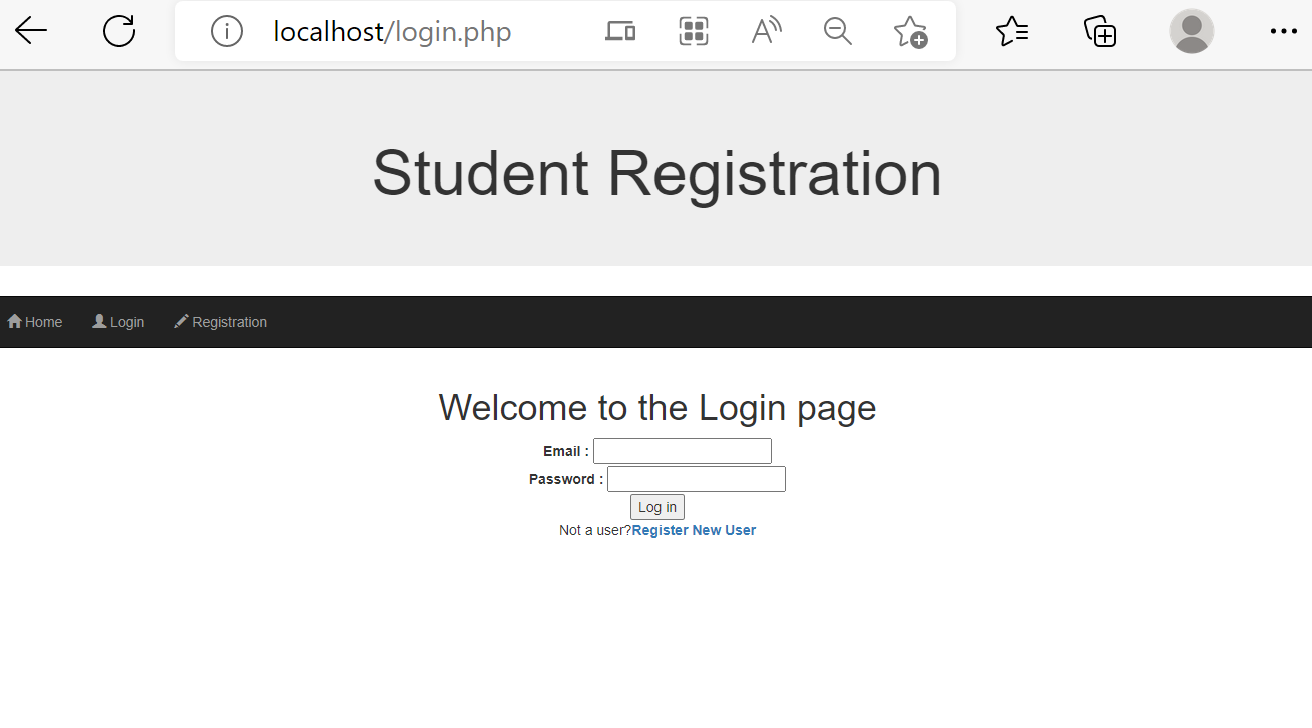 localhost/login.php
Student Registration
Home Login Registration
Welcome to the Login page
Email :
Password :
Log in
Not a user?Register New User